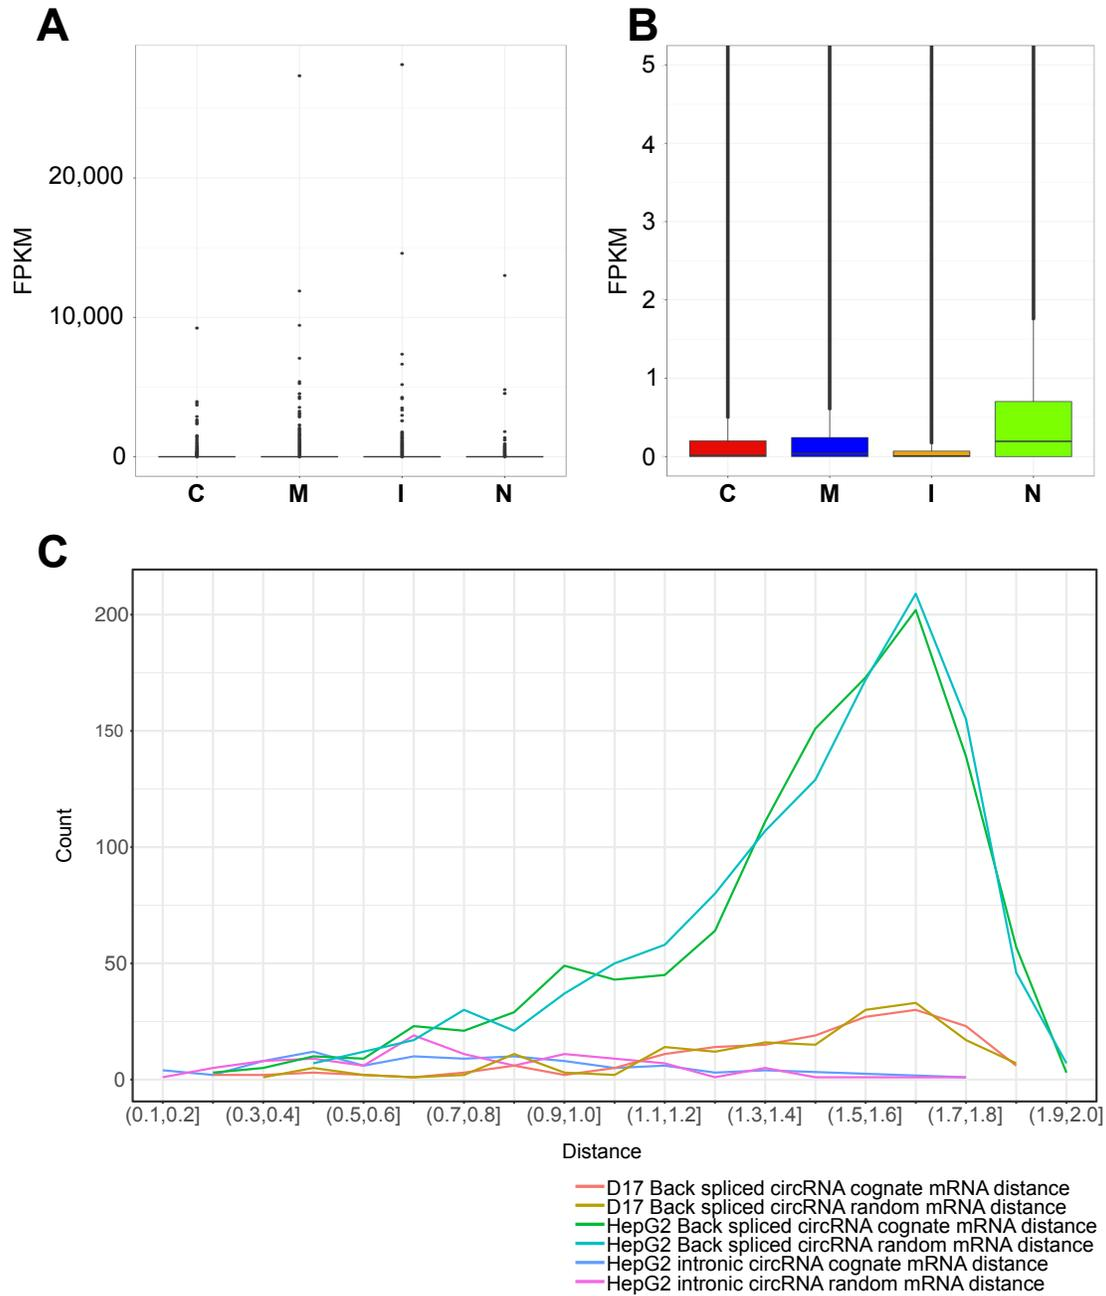 A
B
FPKM
20,000
10,000
0
C M I N
FPKM
5
4
3
2
1
0
C M I N
C
Count
200
150
100
50
0
(0.1,0.2] (0.3,0.4] (0.5,0.6] (0.7,0.8] (0.9,1.0] (1.1,1.2] (1.3,1.4] (1.5,1.6] (1.7,1.8] (1.9,2.0]
Distance
D17 Back spliced circRNA cognate mRNA distance
D17 Back spliced circRNA random mRNA distance
HepG2 Back spliced circRNA cognate mRNA distance
HepG2 Back spliced circRNA random mRNA distance
HepG2 intronic circRNA cognate mRNA distance
HepG2 intronic circRNA random mRNA distance